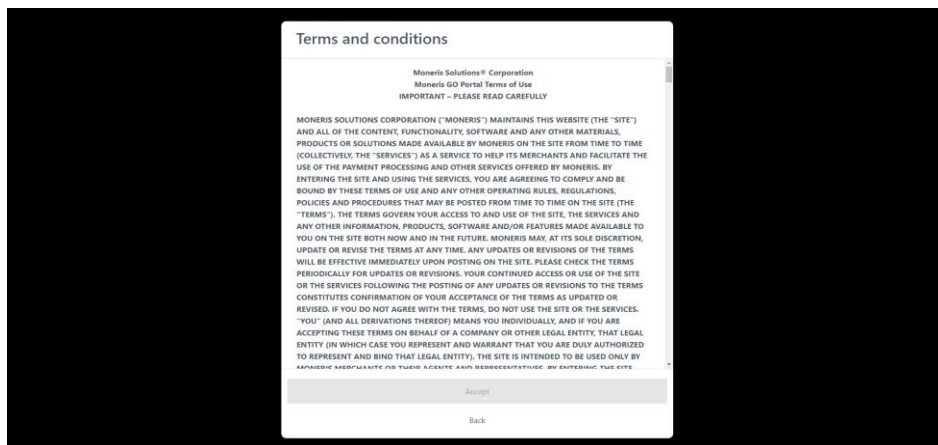 Terms and conditions
Moneris Solutions® Corporation
Moneris GO Portal Terms of Use
IMPORTANT – PLEASE READ CAREFULLY
MONERIS SOLUTIONS CORPORATION ("MONERIS") MAINTAINS THIS WEBSITE (THE "SITE")
AND ALL OF THE CONTENT, FUNCTIONALITY, SOFTWARE AND ANY OTHER MATERIALS,
PRODUCTS OR SOLUTIONS MADE AVAILABLE BY MONERIS ON THE SITE FROM TIME TO TIME
(COLLECTIVELY, THE "SERVICES") AS A SERVICE TO HELP ITS MERCHANTS AND FACILITATE THE
USE OF THE PAYMENT PROCESSING AND OTHER SERVICES OFFERED BY MONERIS. BY
ENTERING THE SITE AND USING THE SERVICES, YOU ARE AGREEING TO COMPLY AND BE
BOUND BY THESE TERMS OF USE AND ANY OTHER OPERATING RULES, REGULATIONS,
POLICIES AND PROCEDURES THAT MAY BE POSTED FROM TIME TO TIME ON THE SITE (THE
"TERMS"). THE TERMS GOVERN YOUR ACCESS TO AND USE OF THE SITE, THE SERVICES AND
ANY OTHER INFORMATION, PRODUCTS, SOFTWARE AND/OR FEATURES MADE AVAILABLE TO
YOU ON THE SITE BOTH NOW AND IN THE FUTURE. MONERIS MAY, AT ITS SOLE DISCRETION,
UPDATE OR REVISE THE TERMS AT ANY TIME. ANY UPDATES OR REVISIONS OF THE TERMS
WILL BE EFFECTIVE IMMEDIATELY UPON POSTING ON THE SITE. PLEASE CHECK THE TERMS
PERIODICALLY FOR UPDATES OR REVISIONS. YOUR CONTINUED ACCESS OR USE OF THE SITE
OR THE SERVICES FOLLOWING THE POSTING OF ANY UPDATES OR REVISIONS TO THE TERMS
CONSTITUTES CONFIRMATION OF YOUR ACCEPTANCE OF THE TERMS AS UPDATED OR
REVISED. IF YOU DO NOT AGREE WITH THE TERMS, DO NOT USE THE SITE OR THE SERVICES.
"YOU" (AND ALL DERIVATIONS THEREOF) MEANS YOU INDIVIDUALLY, AND IF YOU ARE
ACCEPTING THESE TERMS ON BEHALF OF A COMPANY OR OTHER LEGAL ENTITY, THAT LEGAL
ENTITY (IN WHICH CASE YOU REPRESENT AND WARRANT THAT YOU ARE DULY AUTHORIZED
TO REPRESENT AND BIND THAT LEGAL ENTITY). THE SITE IS INTENDED TO BE USED ONLY BY
MONERIS MERCHANTS OR THEIR AGENTS AND REPRESENTATIVES. BY ENTERING THE SITE
Accept
Back